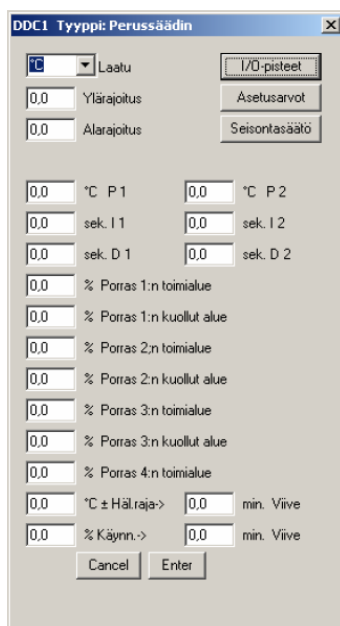 DDC1 Tyyppi: Perussäädin
°C Laatu I/O-pisteet
0,0 Ylärajoitus Asetusarvot
0,0 Alarajoitus Seisontasäätö
0,0 °C P 1 0,0 °C P 2
0,0 sek. I 1 0,0 sek. I 2
0,0 sek. D 1 0,0 sek. D 2
0,0 % Porras 1:n toimialue
0,0 % Porras 1:n kuollut alue
0,0 % Porras 2;n toimialue
0,0 % Porras 2:n kuollut alue
0,0 % Porras 3:n toimialue
0,0 % Porras 3:n kuollut alue
0,0 % Porras 4:n toimialue
0,0 °C ± Häl.raja-> 0,0 min. Viive
0,0 % Käynn.-> 0,0 min. Viive
Cancel Enter